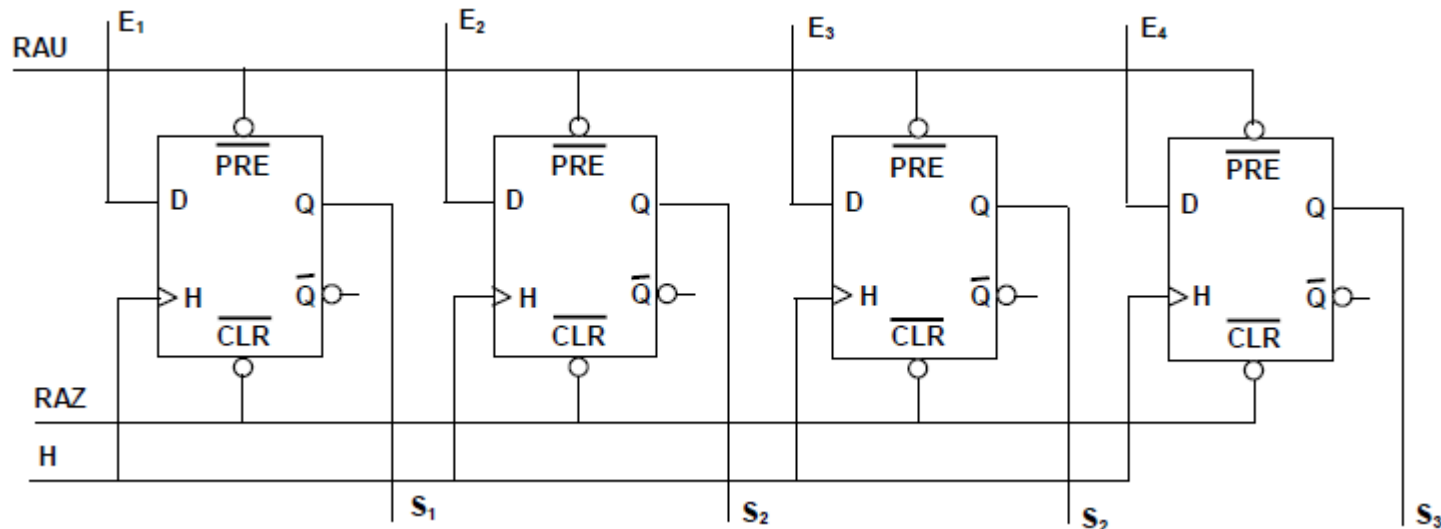 E₁ E₂ E₃ E₄
RAU
PRE PRE PRE PRE
D Q D Q D Q D Q
H Q̅ H Q̅ H Q̅ H Q̅
CLR CLR CLR CLR
RAZ
H
S₁ S₂ S₂ S₃